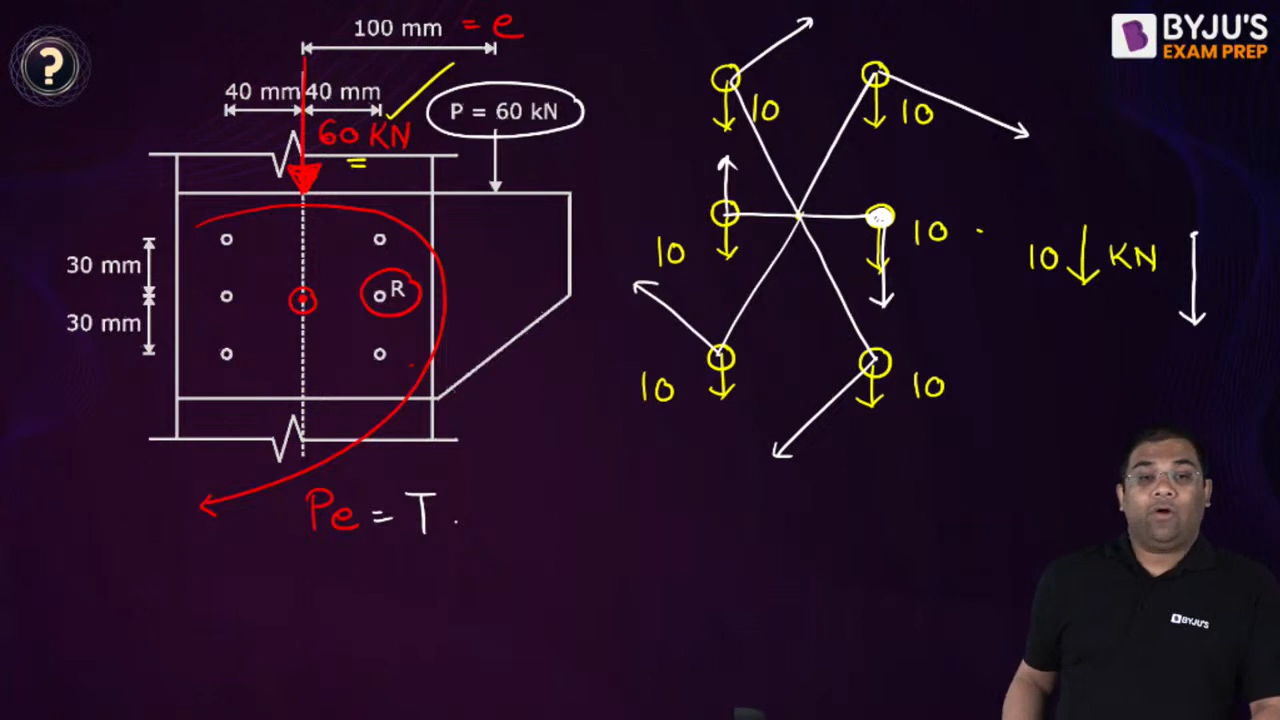 ?
100 mm = e
BYJU'S
EXAM PREP
40 mm 40 mm
P = 60 kN
60 KN
=
10
10
30 mm
R
30 mm
10
10
10 KN
10
10
Pe = T.
BYJU'S